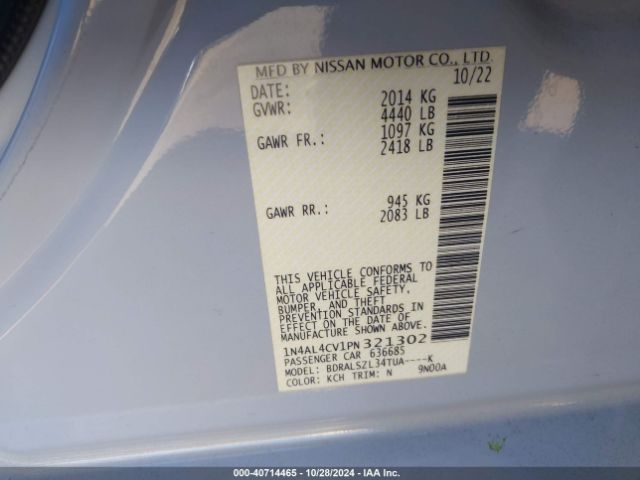 MFD BY NISSAN MOTOR CO., LTD.
DATE: 10/22
GVWR: 2014 KG
4440 LB
GAWR FR.: 1097 KG
2418 LB
GAWR RR.: 945 KG
2083 LB
THIS VEHICLE CONFORMS TO
ALL APPLICABLE FEDERAL
MOTOR VEHICLE SAFETY,
BUMPER, AND THEFT
PREVENTION STANDARDS IN
EFFECT ON THE DATE OF
MANUFACTURE SHOWN ABOVE.
1N4AL4CV1PN 321302
PASSENGER CAR 636685
MODEL: BDRALSZL34TUA----K
COLOR: KCH TRIM: N 9N00A
000-40714465 • 10/28/2024 • IAA Inc.